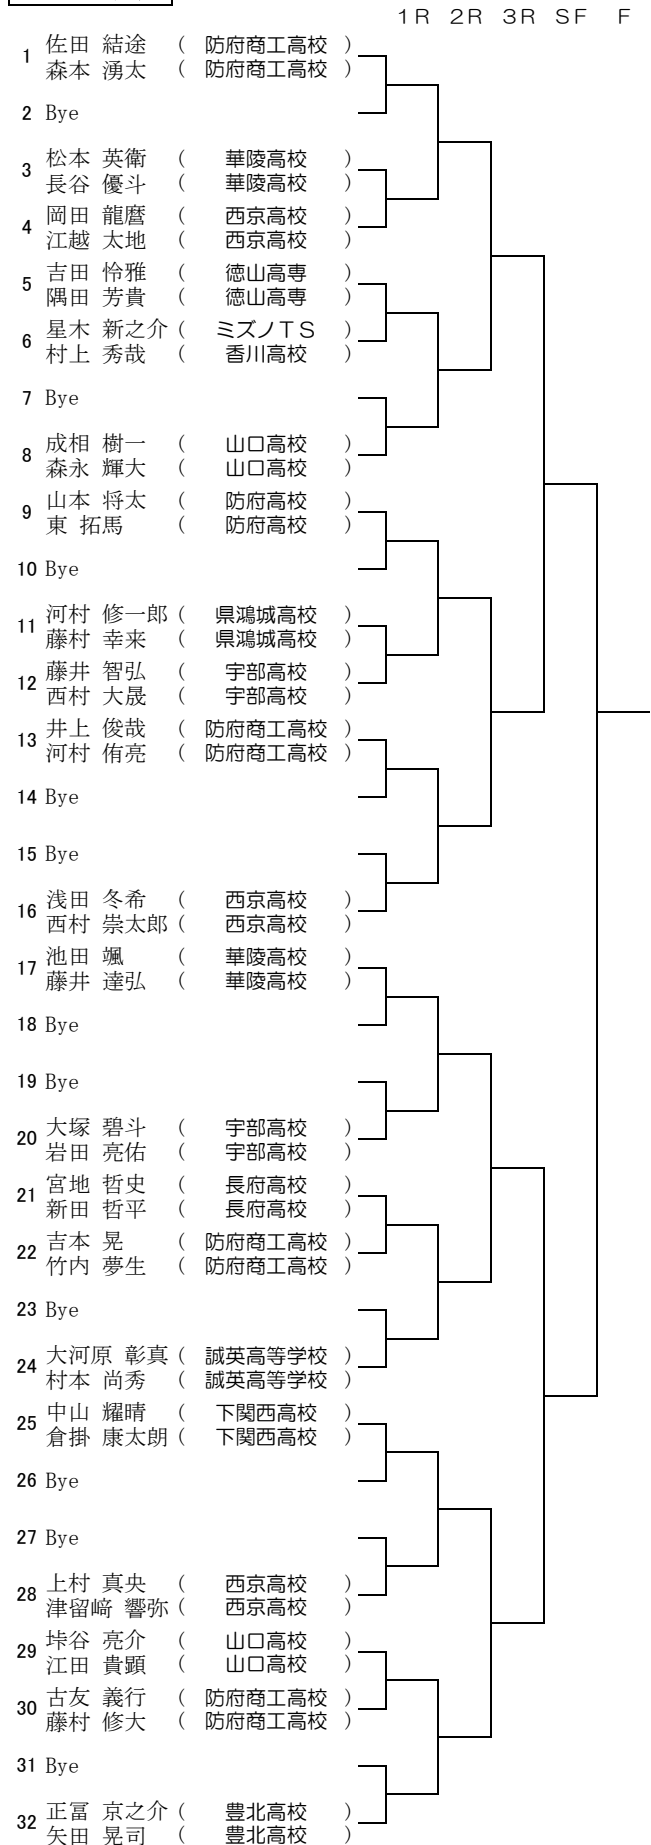 1R 2R 3R SF F
1 佐田 結途 ( 防府商工高校 )
森本 湧太 ( 防府商工高校 )
2 Bye
3 松本 英衛 ( 華陵高校 )
長谷 優斗 ( 華陵高校 )
4 岡田 龍麿 ( 西京高校 )
江越 太地 ( 西京高校 )
5 吉田 怜雅 ( 徳山高専 )
隅田 芳貴 ( 徳山高専 )
6 星木 新之介 ( ミズノTS )
村上 秀哉 ( 香川高校 )
7 Bye
8 成相 樹一 ( 山口高校 )
森永 輝大 ( 山口高校 )
9 山本 将太 ( 防府高校 )
東 拓馬 ( 防府高校 )
10 Bye
11 河村 修一郎 ( 県鴻城高校 )
藤村 幸来 ( 県鴻城高校 )
12 藤井 智弘 ( 宇部高校 )
西村 大晟 ( 宇部高校 )
13 井上 俊哉 ( 防府商工高校 )
河村 侑亮 ( 防府商工高校 )
14 Bye
15 Bye
16 浅田 冬希 ( 西京高校 )
西村 崇太郎 ( 西京高校 )
17 池田 颯 ( 華陵高校 )
藤井 達弘 ( 華陵高校 )
18 Bye
19 Bye
20 大塚 碧斗 ( 宇部高校 )
岩田 亮佑 ( 宇部高校 )
21 宮地 哲史 ( 長府高校 )
新田 哲平 ( 長府高校 )
22 吉本 晃 ( 防府商工高校 )
竹内 夢生 ( 防府商工高校 )
23 Bye
24 大河原 彰真 ( 誠英高等学校 )
村本 尚秀 ( 誠英高等学校 )
25 中山 耀晴 ( 下関西高校 )
倉掛 康太朗 ( 下関西高校 )
26 Bye
27 Bye
28 上村 真央 ( 西京高校 )
津留﨑 響弥 ( 西京高校 )
29 垰谷 亮介 ( 山口高校 )
江田 貴顕 ( 山口高校 )
30 古友 義行 ( 防府商工高校 )
藤村 修大 ( 防府商工高校 )
31 Bye
32 正冨 京之介 ( 豊北高校 )
矢田 晃司 ( 豊北高校 )